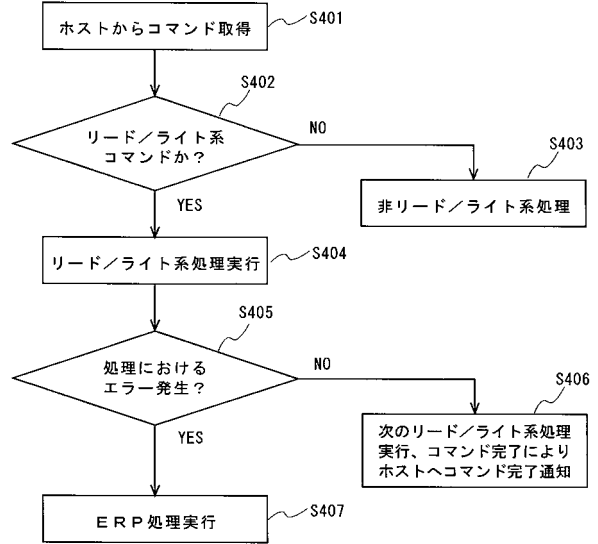 ホストからコマンド取得
S401
S402
リード／ライト系
コマンドか？
NO
S403
非リード／ライト系処理
YES
リード／ライト系処理実行
S404
S405
処理における
エラー発生？
NO
S406
次のリード／ライト系処理
実行、コマンド完了により
ホストへコマンド完了通知
YES
ＥＲＰ処理実行
S407